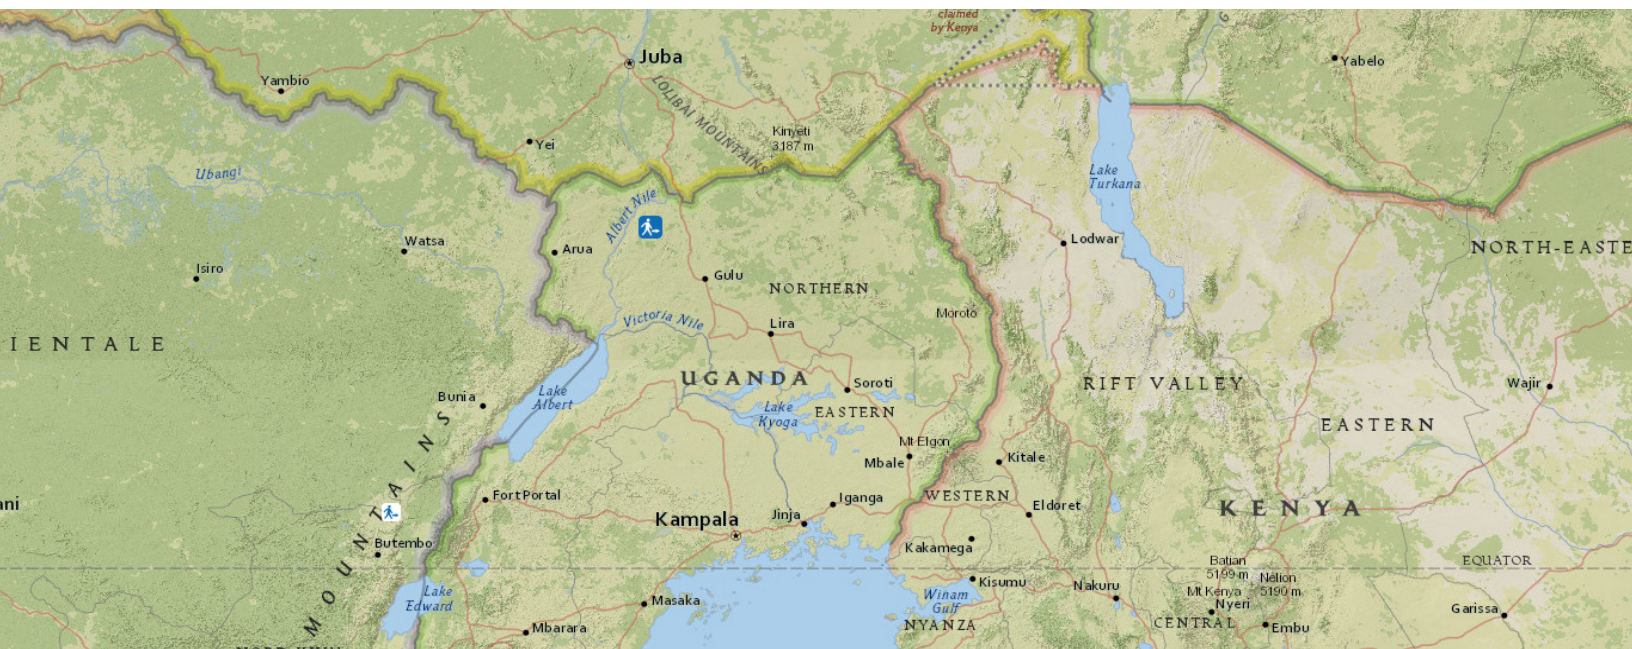 claimed
by Kenya
G
Juba
Yabelo
Yambio
LOLIBAI MOUNTAINS
Kinyeti
3187 m
Yei
Ubangi
Lake
Turkana
Albert Nile
Watsa
Arua
Lodwar
NORTH-EASTE
Isiro
Gulu
NORTHERN
Moroto
Victoria Nile
Lira
IENTALE
UGANDA
Soroti
RIFT VALLEY
Wajir
Bunia
Lake
Albert
Lake
Kyoga
EASTERN
EASTERN
Mt Elgon
Mbale
Kitale
MOUNTAINS
Fort Portal
Iganga
WESTERN
ani
Kampala
Jinja
Eldoret
KENYA
Butembo
Kakamega
Batian
5199 m
EQUATOR
Nelion
5190 m
Lake
Edward
Kisumu
Nakuru
Mt Kenya
Masaka
Winam
Gulf
Nyeri
Garissa
Mbarara
NYANZA
CENTRAL
Embu